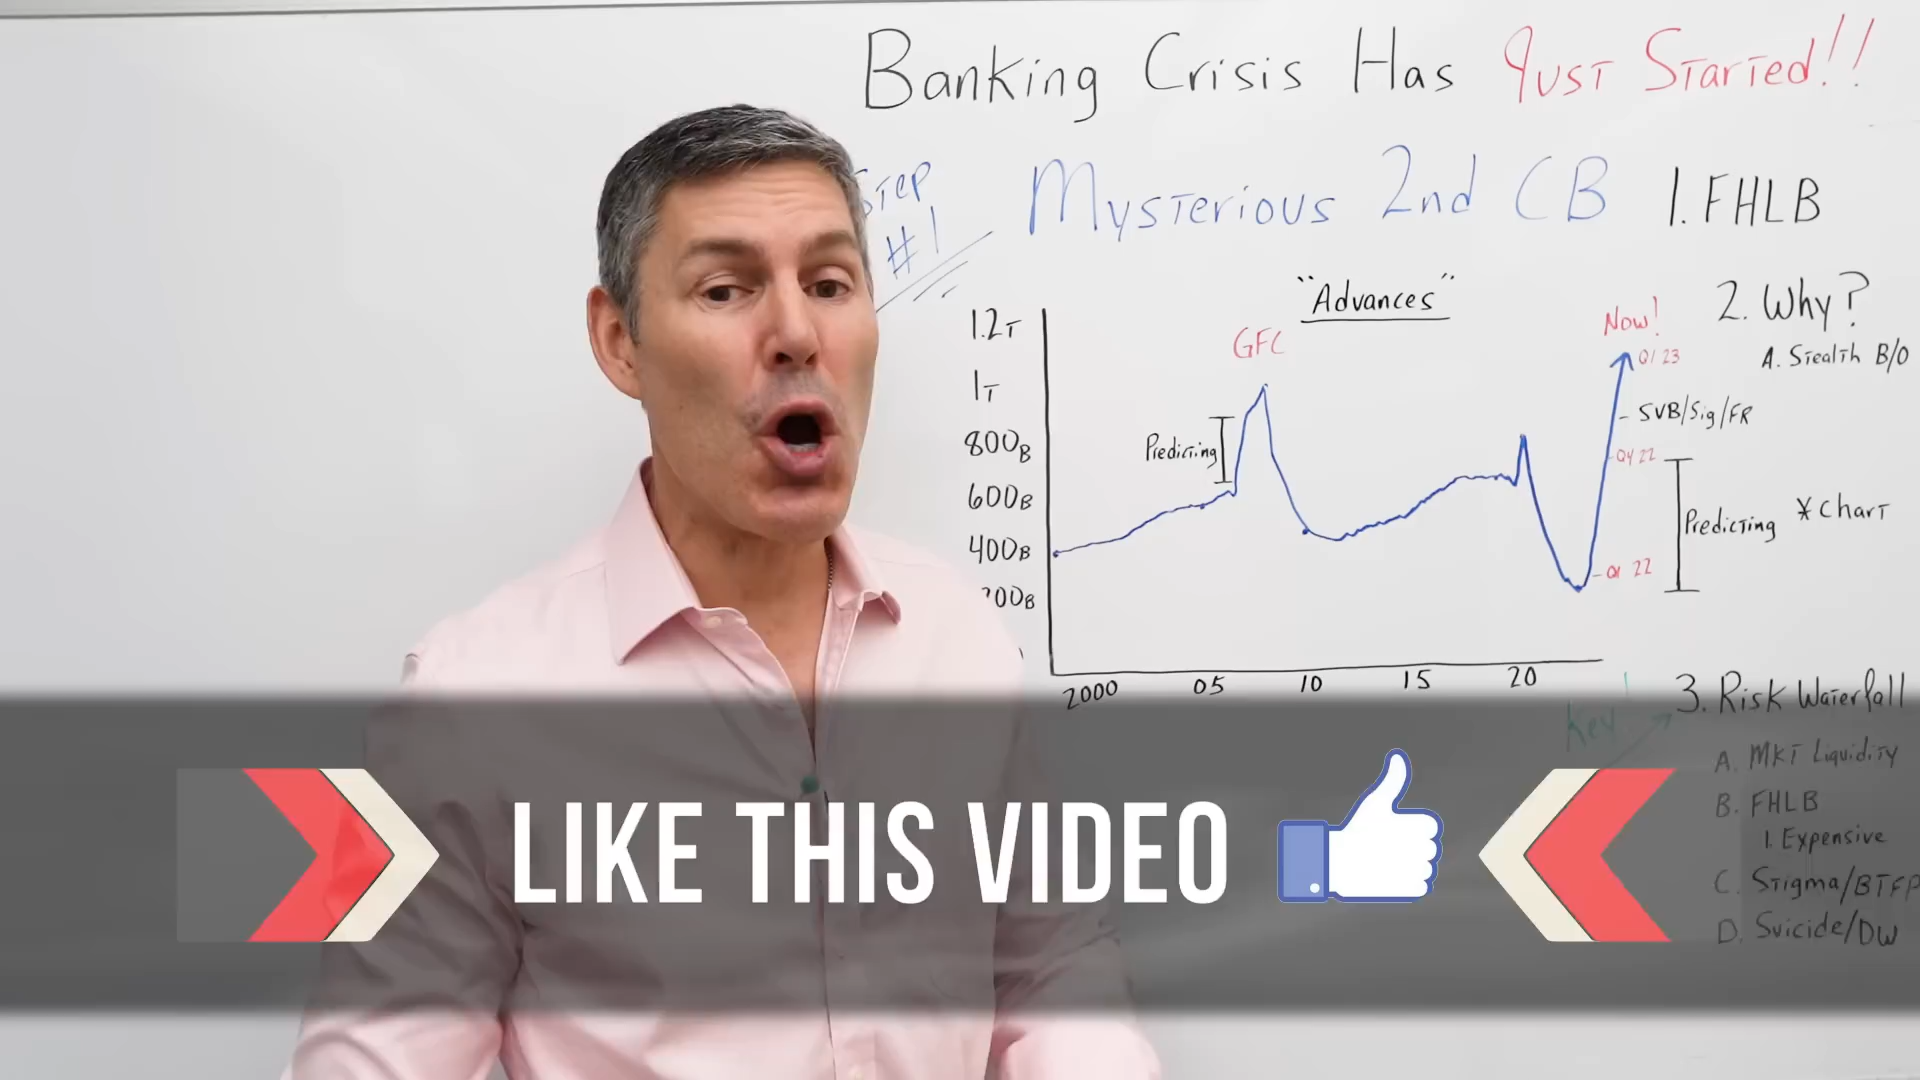 Banking Crisis Has Just Started!!
STEP
#1
Mysterious 2nd CB
1. FHLB
"Advances"
2. Why?
A. Stealth B/O
1.2T
1T
800B
600B
400B
200B
GFC
Predicting
Now!
Q1 23
SVB/Sig/FR
Q4 22
Q1 22
Predicting
* Chart
2000 05 10 15 20
Key!
3. Risk Waterfall
A. MKT Liquidity
B. FHLB
1. Expensive
C. Stigma/BTFP
D. Suicide/DW
LIKE THIS VIDEO